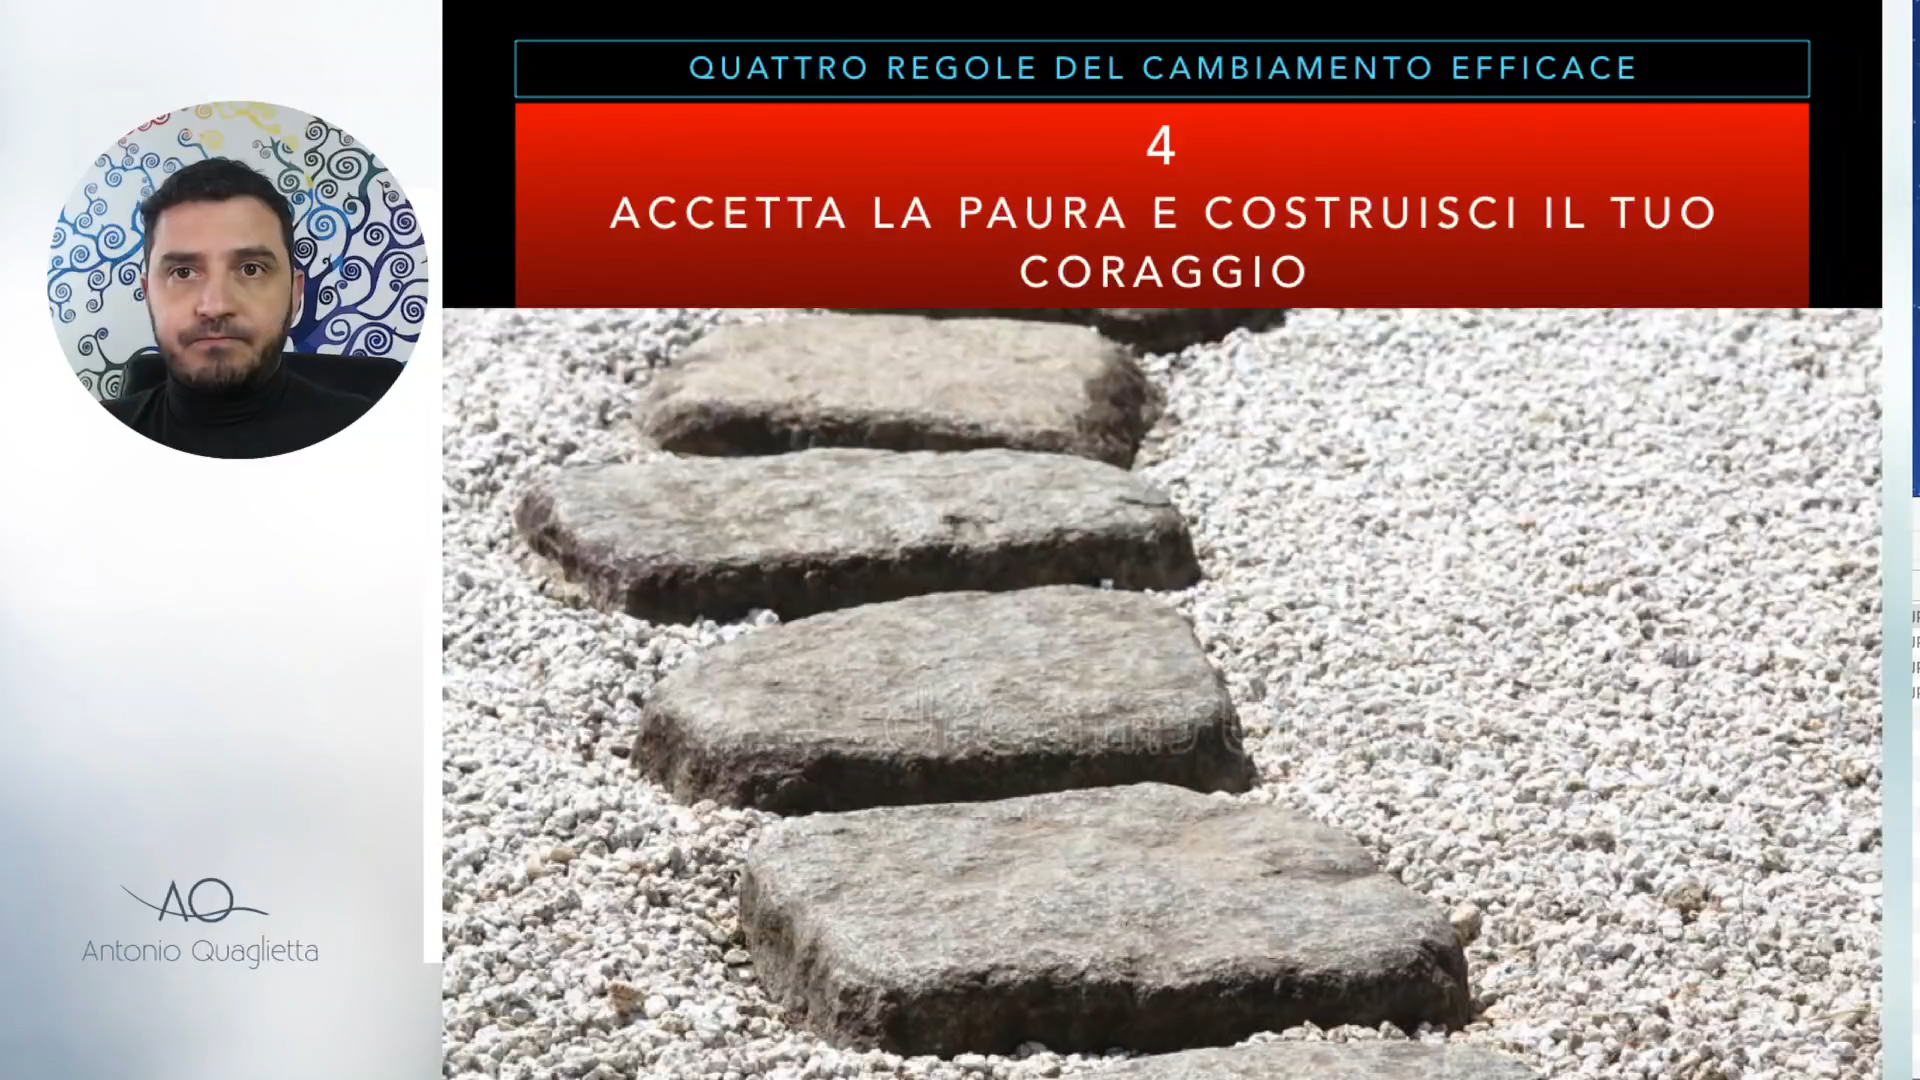 QUATTRO REGOLE DEL CAMBIAMENTO EFFICACE
4
ACCETTA LA PAURA E COSTRUISCI IL TUO
CORAGGIO
AQ
Antonio Quaglietta